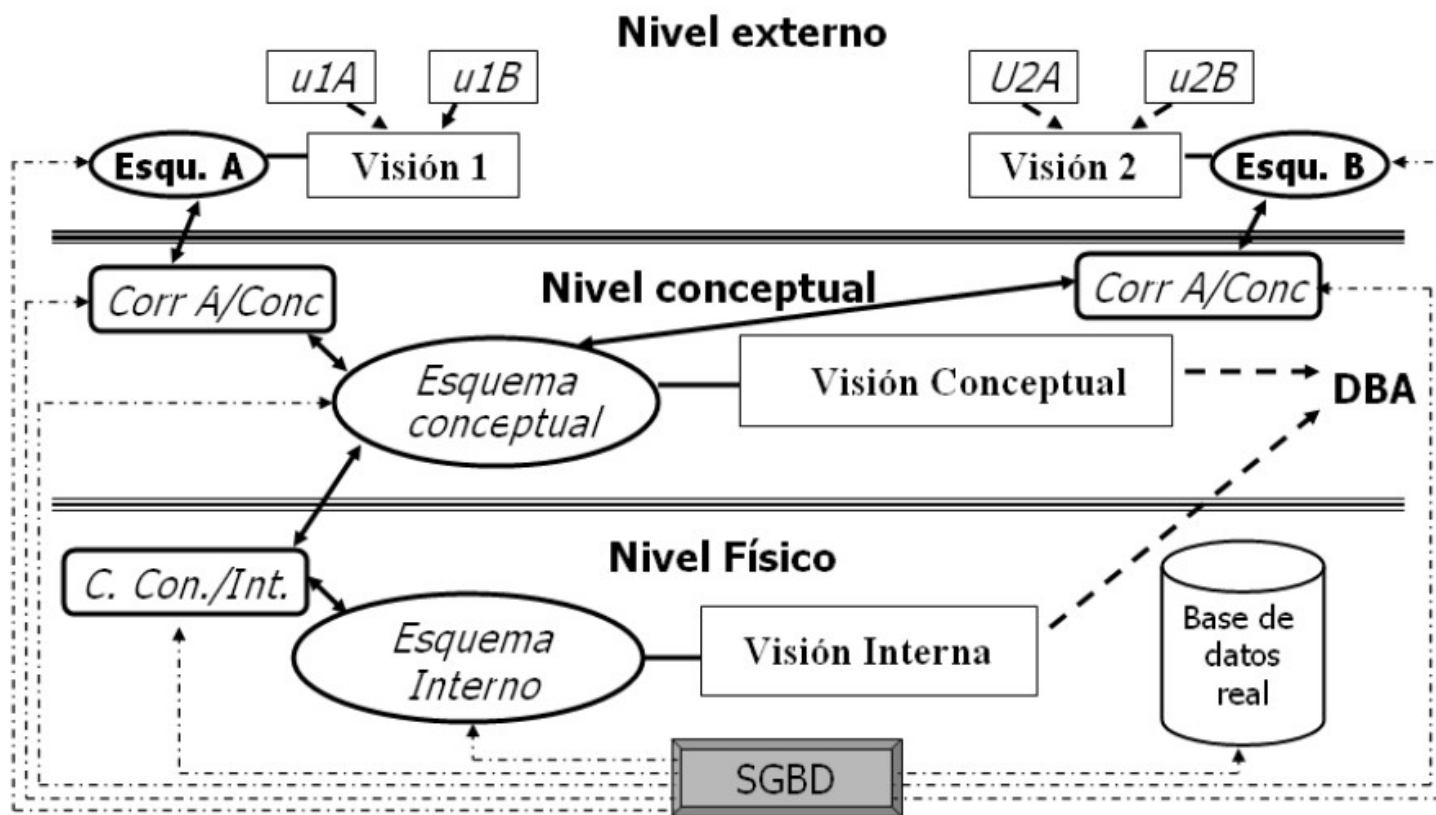 Nivel externo
u1A
u1B
U2A
u2B
Esqu. A
Visión 1
Visión 2
Esqu. B
Corr A/Conc
Nivel conceptual
Corr A/Conc
Esquema
conceptual
Visión Conceptual
DBA
Nivel Físico
C. Con./Int.
Esquema
Interno
Visión Interna
Base de
datos
real
SGBD